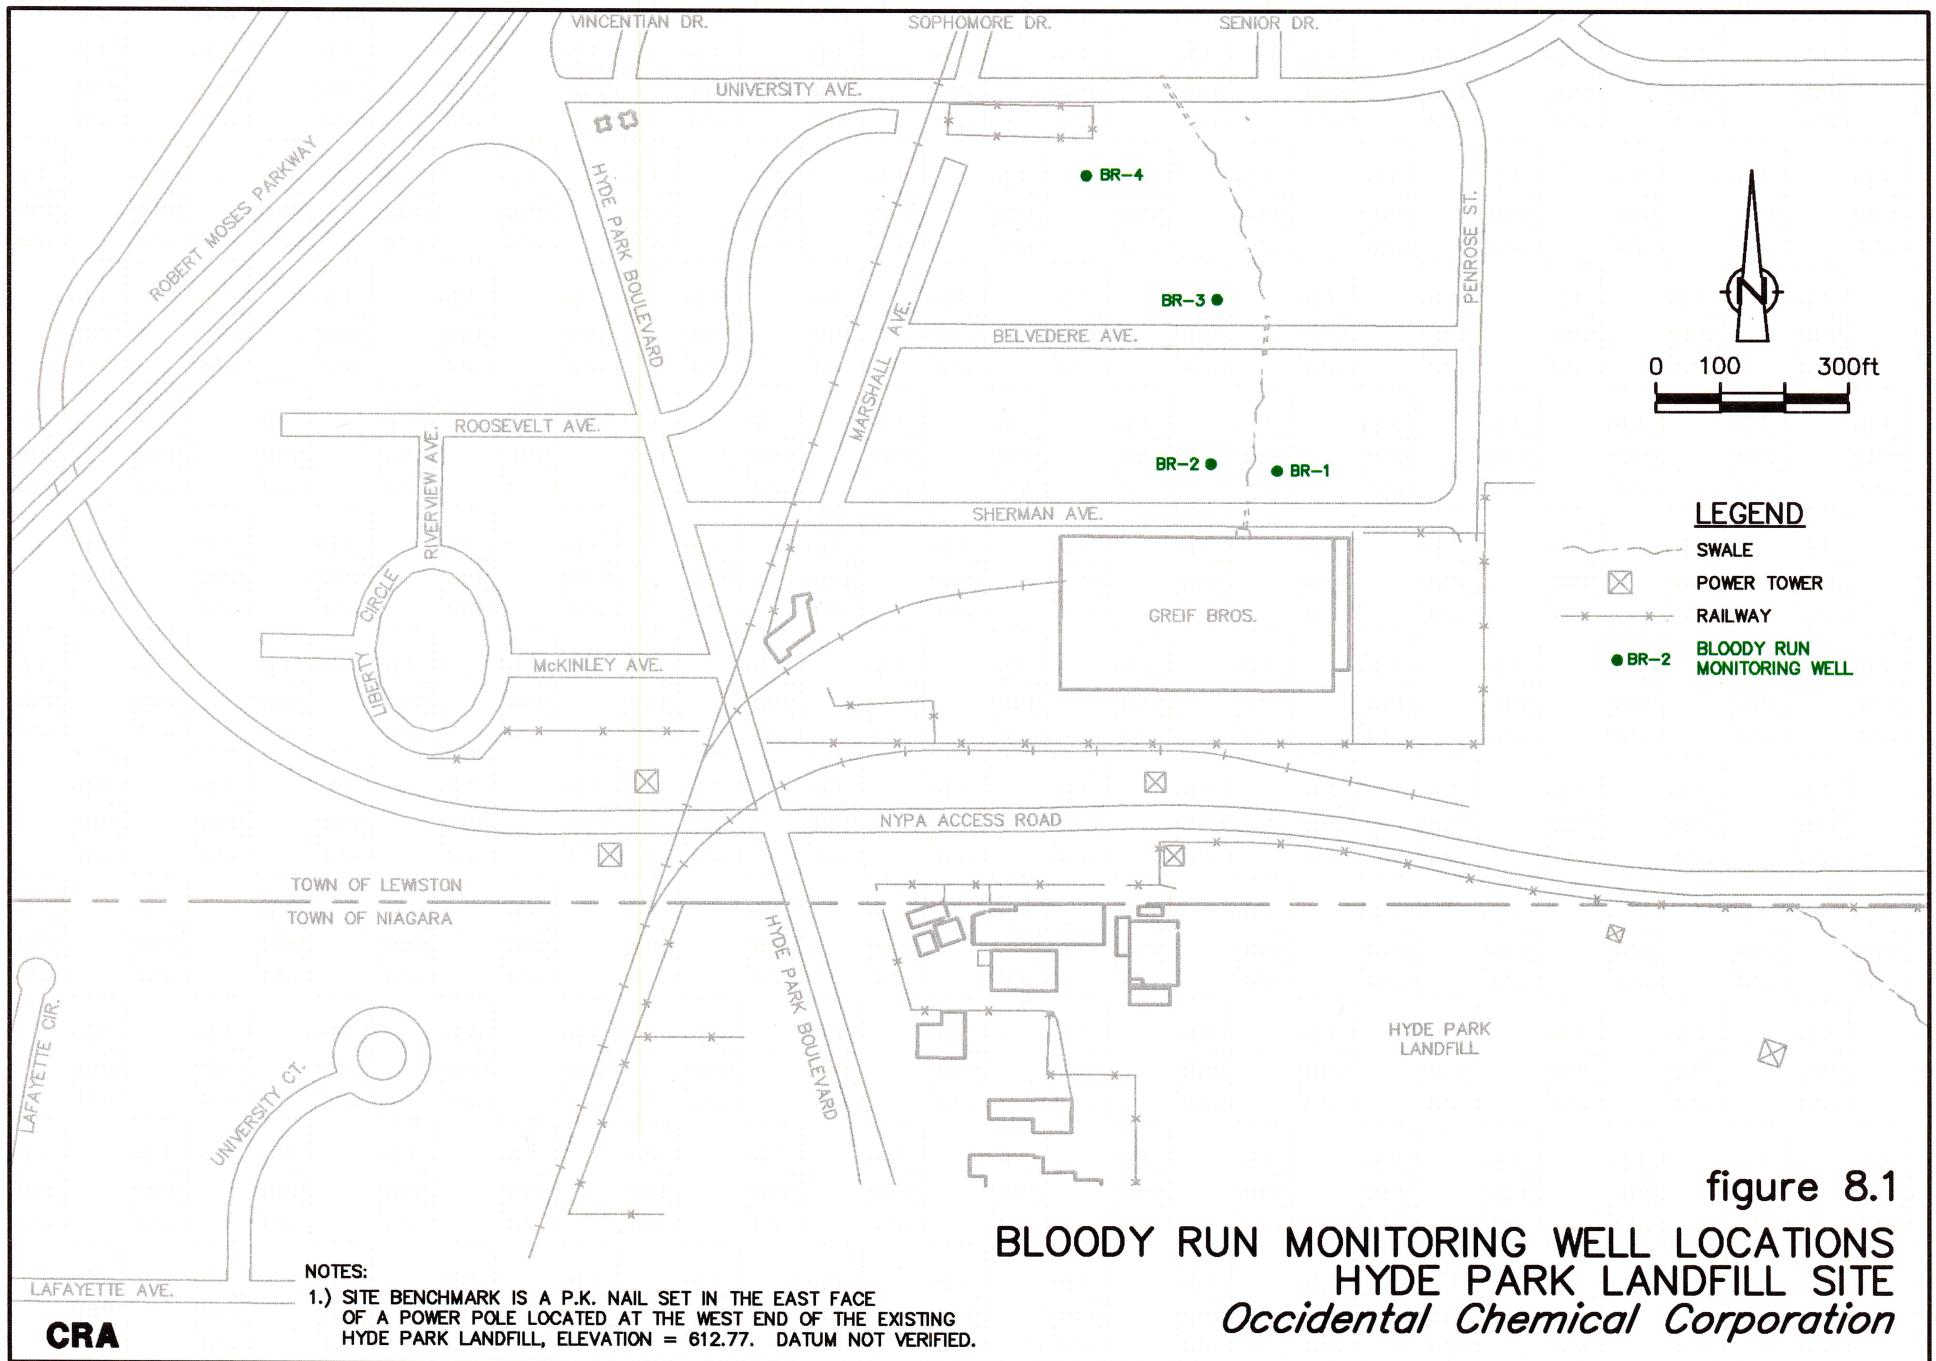 VINCENTIAN DR.
SOPHOMORE DR.
SENIOR DR.
UNIVERSITY AVE.
ROBERT MOSES PARKWAY
HYDE PARK BOULEVARD
BR-4
PENROSE ST.
BR-3
BELVEDERE AVE.
MARSHALL AVE.
N
0 100 300ft
ROOSEVELT AVE.
RIVERVIEW AVE.
BR-2
BR-1
SHERMAN AVE.
LEGEND
SWALE
POWER TOWER
RAILWAY
BR-2
BLOODY RUN
MONITORING WELL
LIBERTY CIRCLE
GREIF BROS.
McKINLEY AVE.
NYPA ACCESS ROAD
TOWN OF LEWISTON
TOWN OF NIAGARA
HYDE PARK BOULEVARD
LAFAYETTE CIR.
UNIVERSITY CT.
HYDE PARK
LANDFILL
LAFAYETTE AVE.
figure 8.1
BLOODY RUN MONITORING WELL LOCATIONS
HYDE PARK LANDFILL SITE
Occidental Chemical Corporation
NOTES:
1.) SITE BENCHMARK IS A P.K. NAIL SET IN THE EAST FACE
OF A POWER POLE LOCATED AT THE WEST END OF THE EXISTING
HYDE PARK LANDFILL, ELEVATION = 612.77. DATUM NOT VERIFIED.
CRA